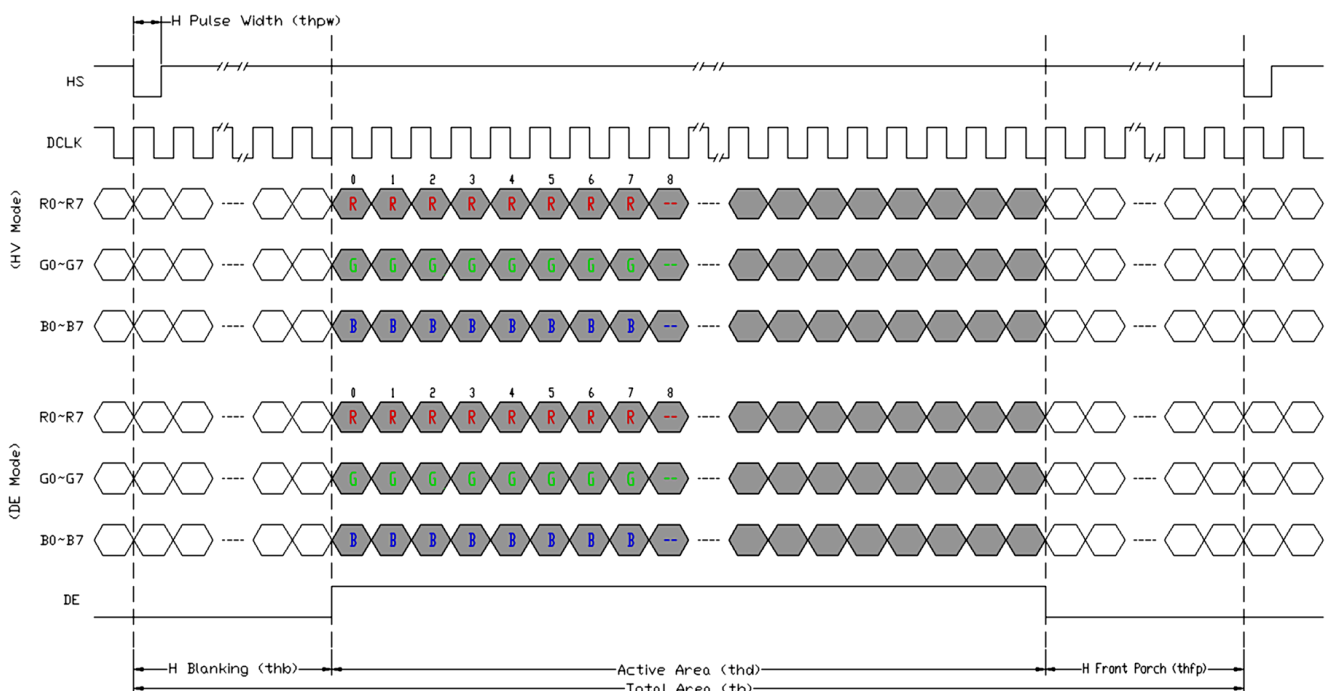 H Pulse Width (thpw)
HS
DCLK
(HV Mode)
0 1 2 3 4 5 6 7 8
R0~R7 ---- R R R R R R R R -- ---- ----
G0~G7 ---- G G G G G G G G -- ---- ----
B0~B7 ---- B B B B B B B B -- ---- ----
(DE Mode)
0 1 2 3 4 5 6 7 8
R0~R7 ---- R R R R R R R R -- ---- ----
G0~G7 ---- G G G G G G G G -- ---- ----
B0~B7 ---- B B B B B B B B -- ---- ----
DE
H Blanking (thb) Active Area (thd) H Front Porch (thfp)
Total Area (th)